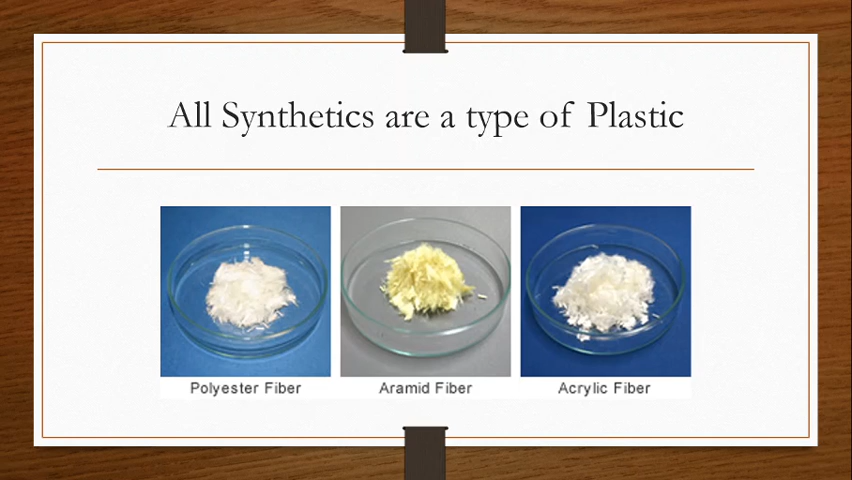 All Synthetics are a type of Plastic
Polyester Fiber
Aramid Fiber
Acrylic Fiber